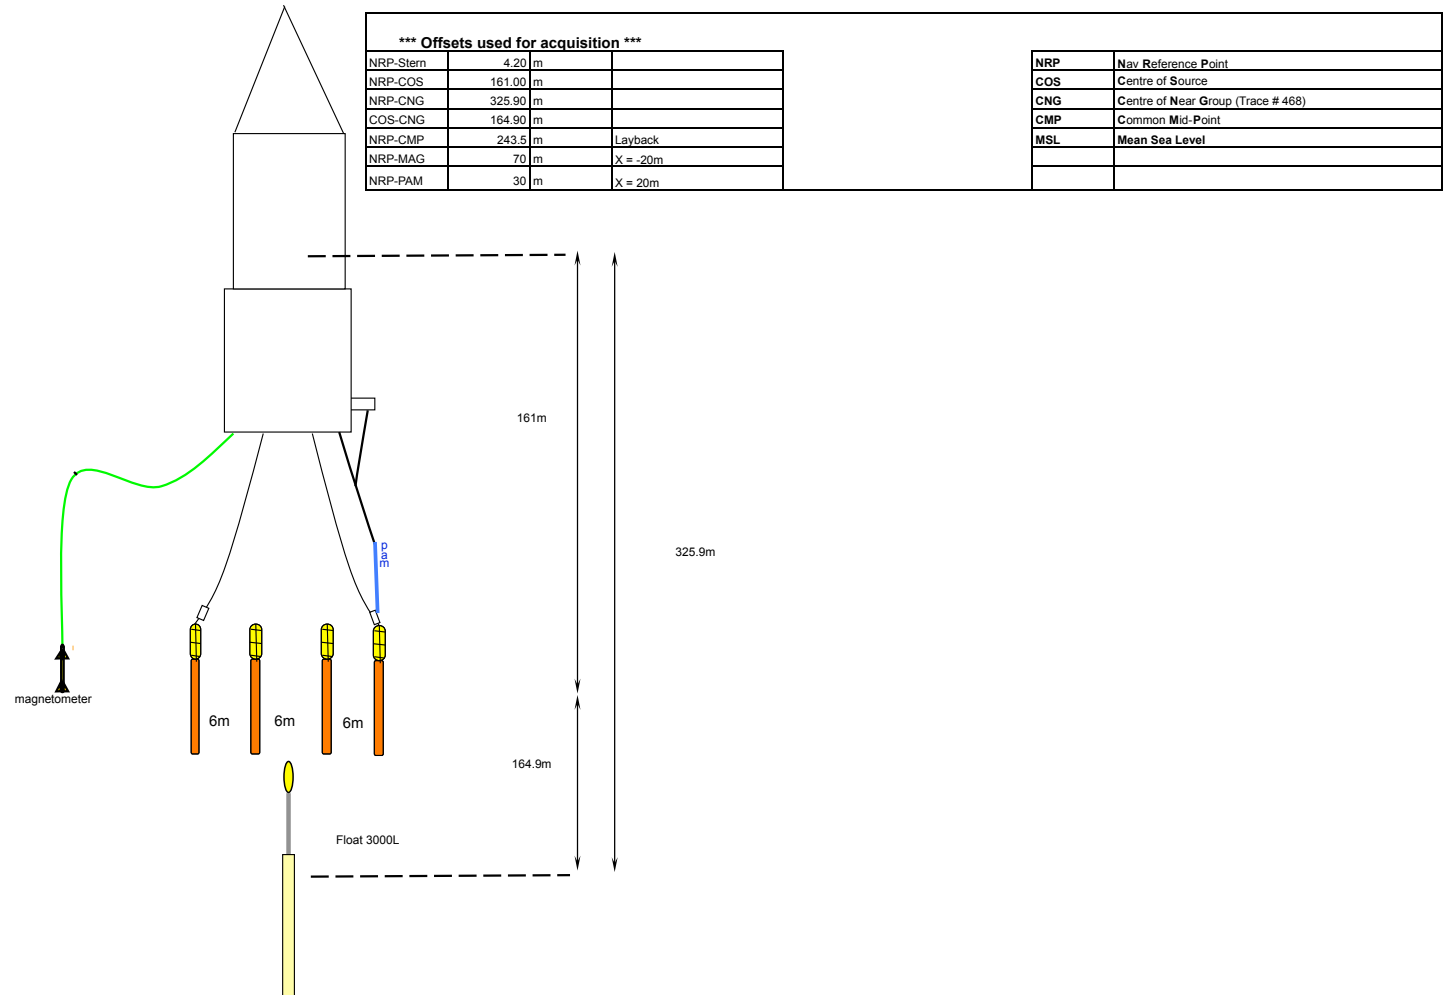 *** Offsets used for acquisition ***
NRP-Stern 4.20 m
NRP-COS 161.00 m
NRP-CNG 325.90 m
COS-CNG 164.90 m
NRP-CMP 243.5 m Layback
NRP-MAG 70 m X = -20m
NRP-PAM 30 m X = 20m
NRP Nav Reference Point
COS Centre of Source
CNG Centre of Near Group (Trace # 468)
CMP Common Mid-Point
MSL Mean Sea Level
161m
325.9m
pam
magnetometer
6m 6m 6m
164.9m
Float 3000L